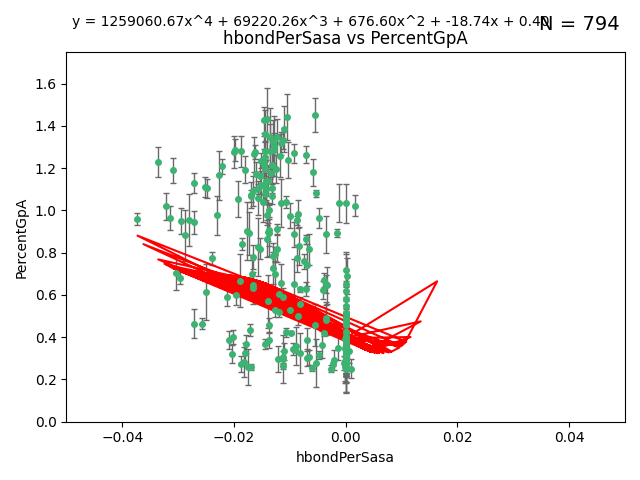 y = 1259060.67x^4 + 69220.26x^3 + 676.60x^2 + -18.74x + 0.40
N = 794
hbondPerSasa vs PercentGpA
PercentGpA
1.6
1.4
1.2
1.0
0.8
0.6
0.4
0.2
0.0
−0.04 −0.02 0.00 0.02 0.04
hbondPerSasa